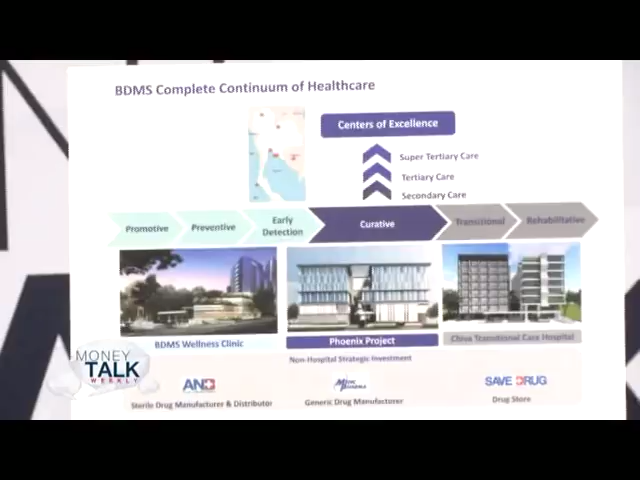 BDMS Complete Continuum of Healthcare
Centers of Excellence
Super Tertiary Care
Tertiary Care
Secondary Care
Promotive
Preventive
Early
Detection
Curative
Transitional
Rehabilitative
BDMS Wellness Clinic
Phoenix Project
Chiva Transitional Care Hospital
Non-Hospital Strategic Investment
MONEY
TALK
WEEKLY
AN
SAVE DRUG
Sterile Drug Manufacturer & Distributor
Generic Drug Manufacturer
Drug Store